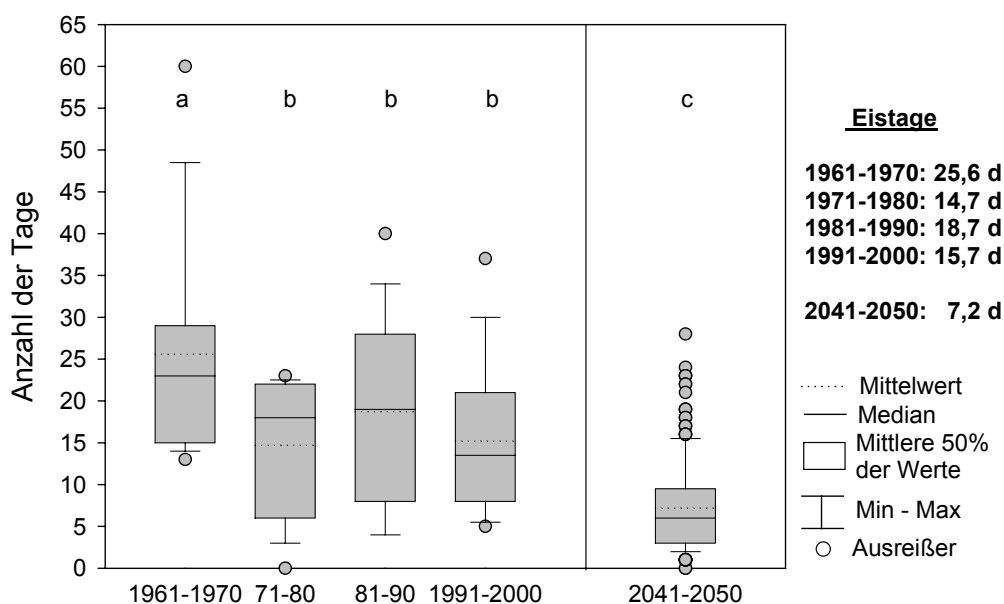 65
60
55
50
45
40
35
30
25
20
15
10
5
0
Anzahl der Tage
a b b b c
1961-1970 71-80 81-90 1991-2000 2041-2050
Eistage
1961-1970: 25,6 d
1971-1980: 14,7 d
1981-1990: 18,7 d
1991-2000: 15,7 d
2041-2050: 7,2 d
Mittelwert
Median
Mittlere 50%
der Werte
Min - Max
Ausreißer